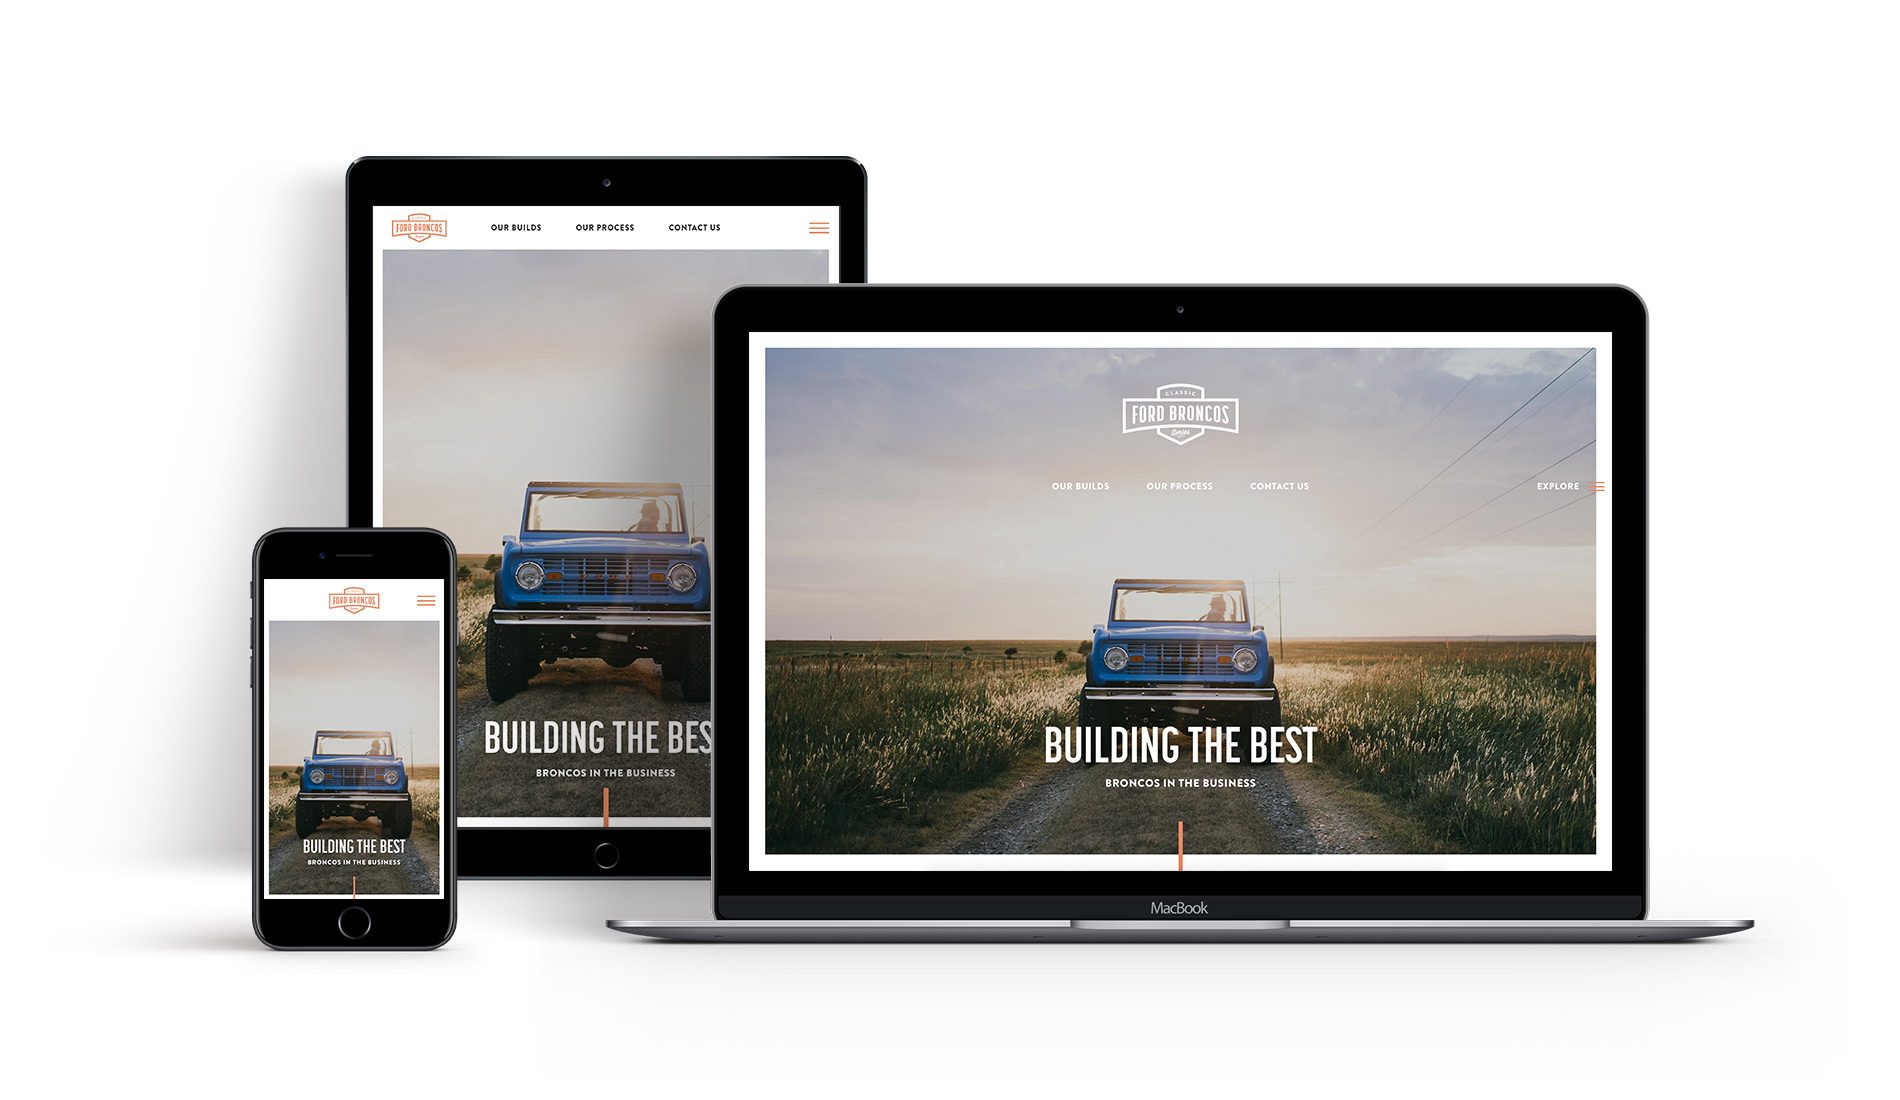 FORD BRONCOS
OUR BUILDS OUR PROCESS CONTACT US
BUILDING THE BES
BRONCOS IN THE BUSINESS
FORD BRONCOS
BUILDING THE BEST
BRONCOS IN THE BUSINESS
CLASSIC
FORD BRONCOS
Series
OUR BUILDS OUR PROCESS CONTACT US EXPLORE
BUILDING THE BEST
BRONCOS IN THE BUSINESS
MacBook